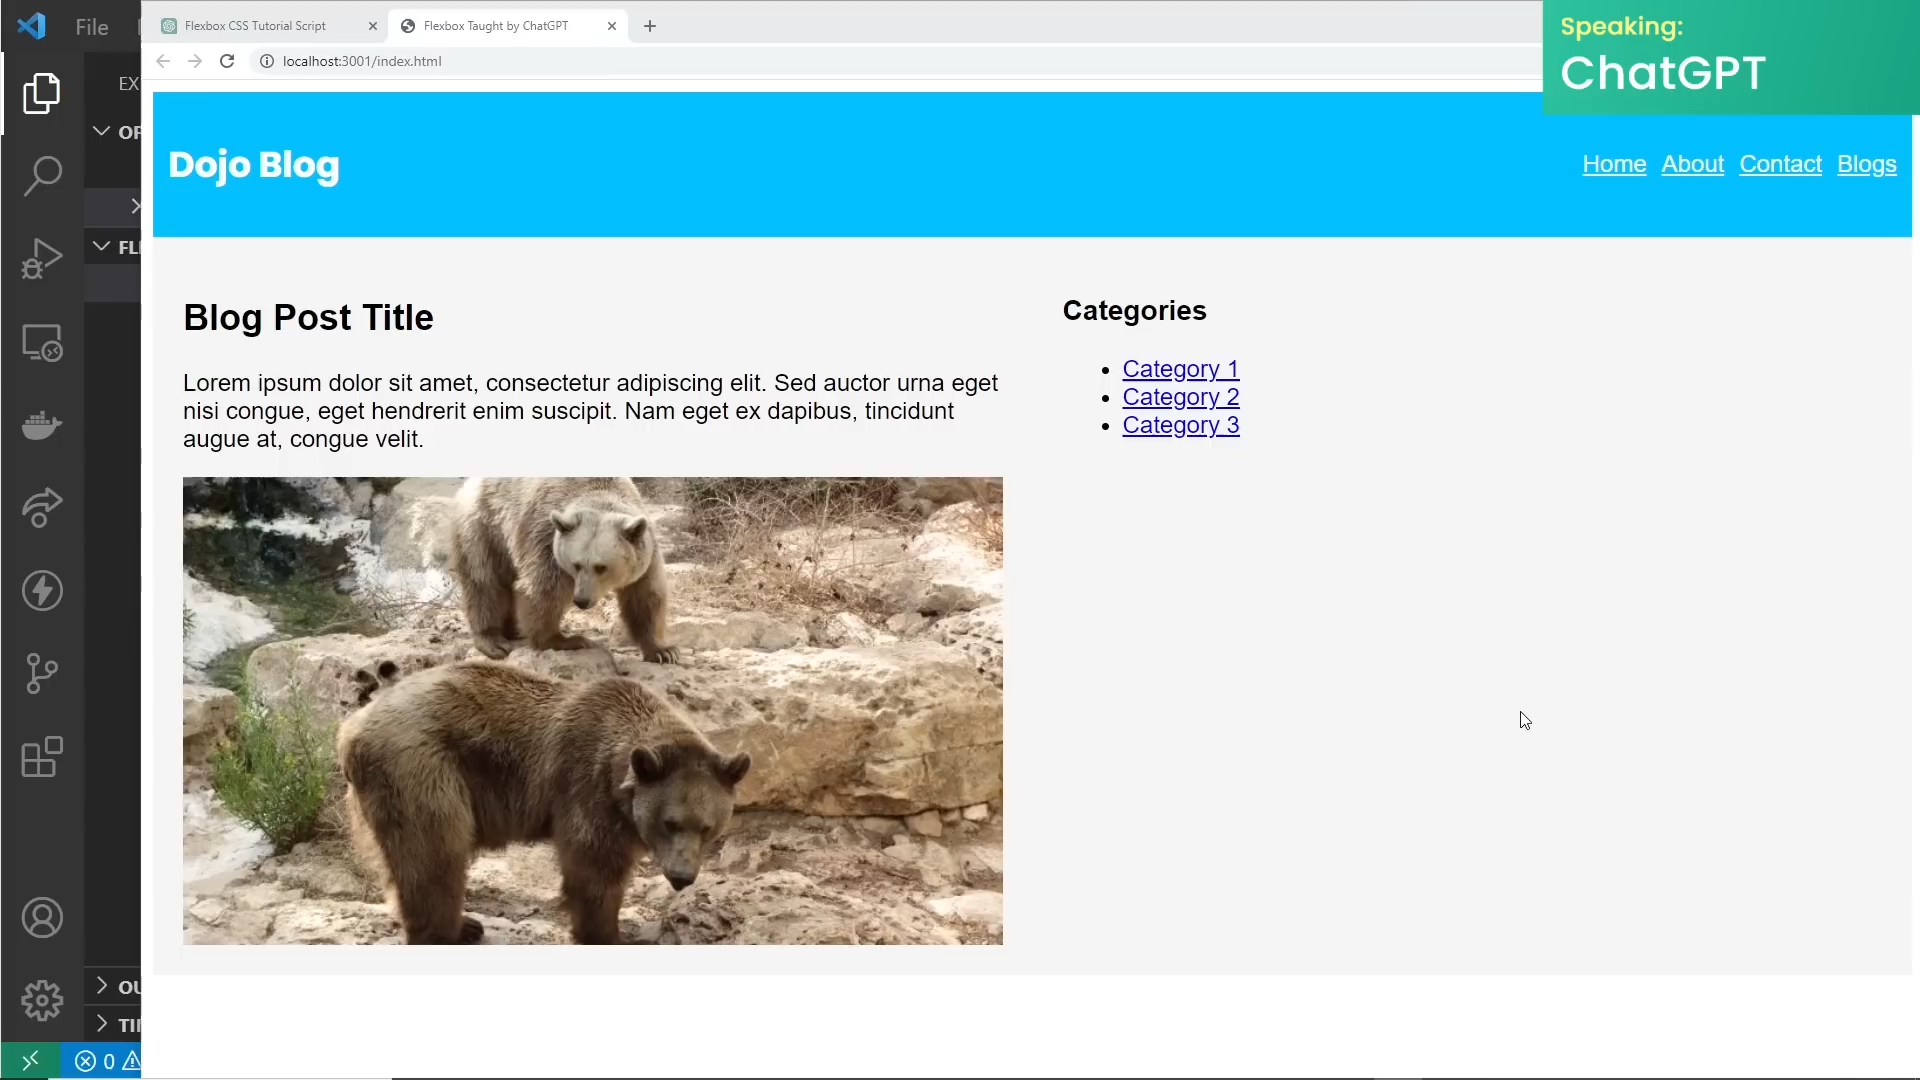 File
Flexbox CSS Tutorial Script
Flexbox Taught by ChatGPT
Speaking:
ChatGPT
localhost:3001/index.html
EX
OF
FL
Dojo Blog
Home About Contact Blogs
Blog Post Title
Lorem ipsum dolor sit amet, consectetur adipiscing elit. Sed auctor urna eget
nisi congue, eget hendrerit enim suscipit. Nam eget ex dapibus, tincidunt
augue at, congue velit.
Categories
Category 1
Category 2
Category 3
OU
TI
0